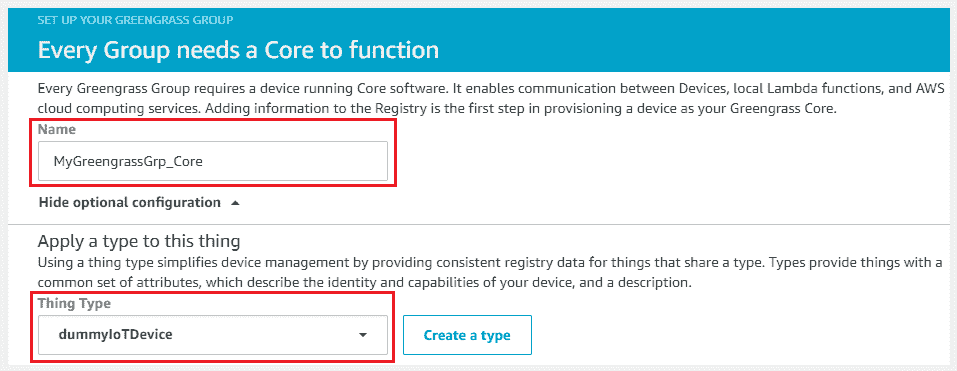 SET UP YOUR GREENGRASS GROUP
Every Group needs a Core to function
Every Greengrass Group requires a device running Core software. It enables communication between Devices, local Lambda functions, and AWS
cloud computing services. Adding information to the Registry is the first step in provisioning a device as your Greengrass Core.
Name
MyGreengrassGrp_Core
Hide optional configuration
Apply a type to this thing
Using a thing type simplifies device management by providing consistent registry data for things that share a type. Types provide things with a
common set of attributes, which describe the identity and capabilities of your device, and a description.
Thing Type
dummyIoTDevice
Create a type